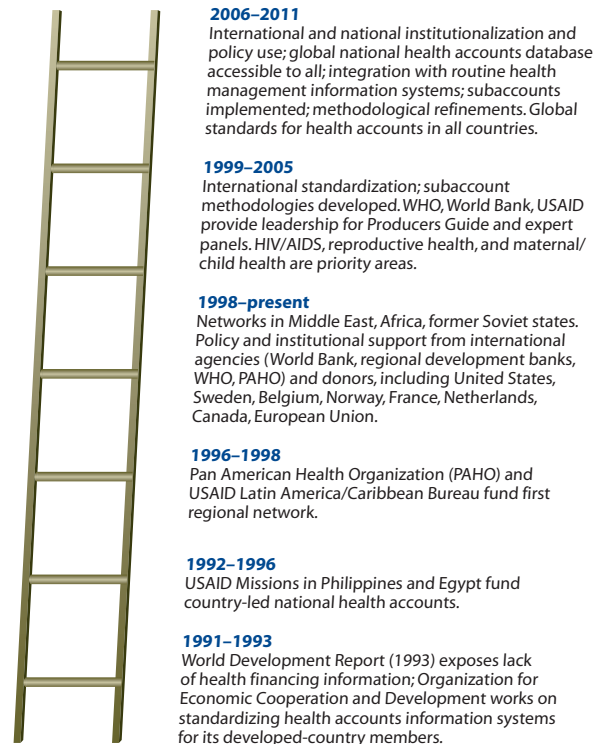 2006–2011
International and national institutionalization and
policy use; global national health accounts database
accessible to all; integration with routine health
management information systems; subaccounts
implemented; methodological refinements. Global
standards for health accounts in all countries.
1999–2005
International standardization; subaccount
methodologies developed. WHO, World Bank, USAID
provide leadership for Producers Guide and expert
panels. HIV/AIDS, reproductive health, and maternal/
child health are priority areas.
1998–present
Networks in Middle East, Africa, former Soviet states.
Policy and institutional support from international
agencies (World Bank, regional development banks,
WHO, PAHO) and donors, including United States,
Sweden, Belgium, Norway, France, Netherlands,
Canada, European Union.
1996–1998
Pan American Health Organization (PAHO) and
USAID Latin America/Caribbean Bureau fund first
regional network.
1992–1996
USAID Missions in Philippines and Egypt fund
country-led national health accounts.
1991–1993
World Development Report (1993) exposes lack
of health financing information; Organization for
Economic Cooperation and Development works on
standardizing health accounts information systems
for its developed-country members.